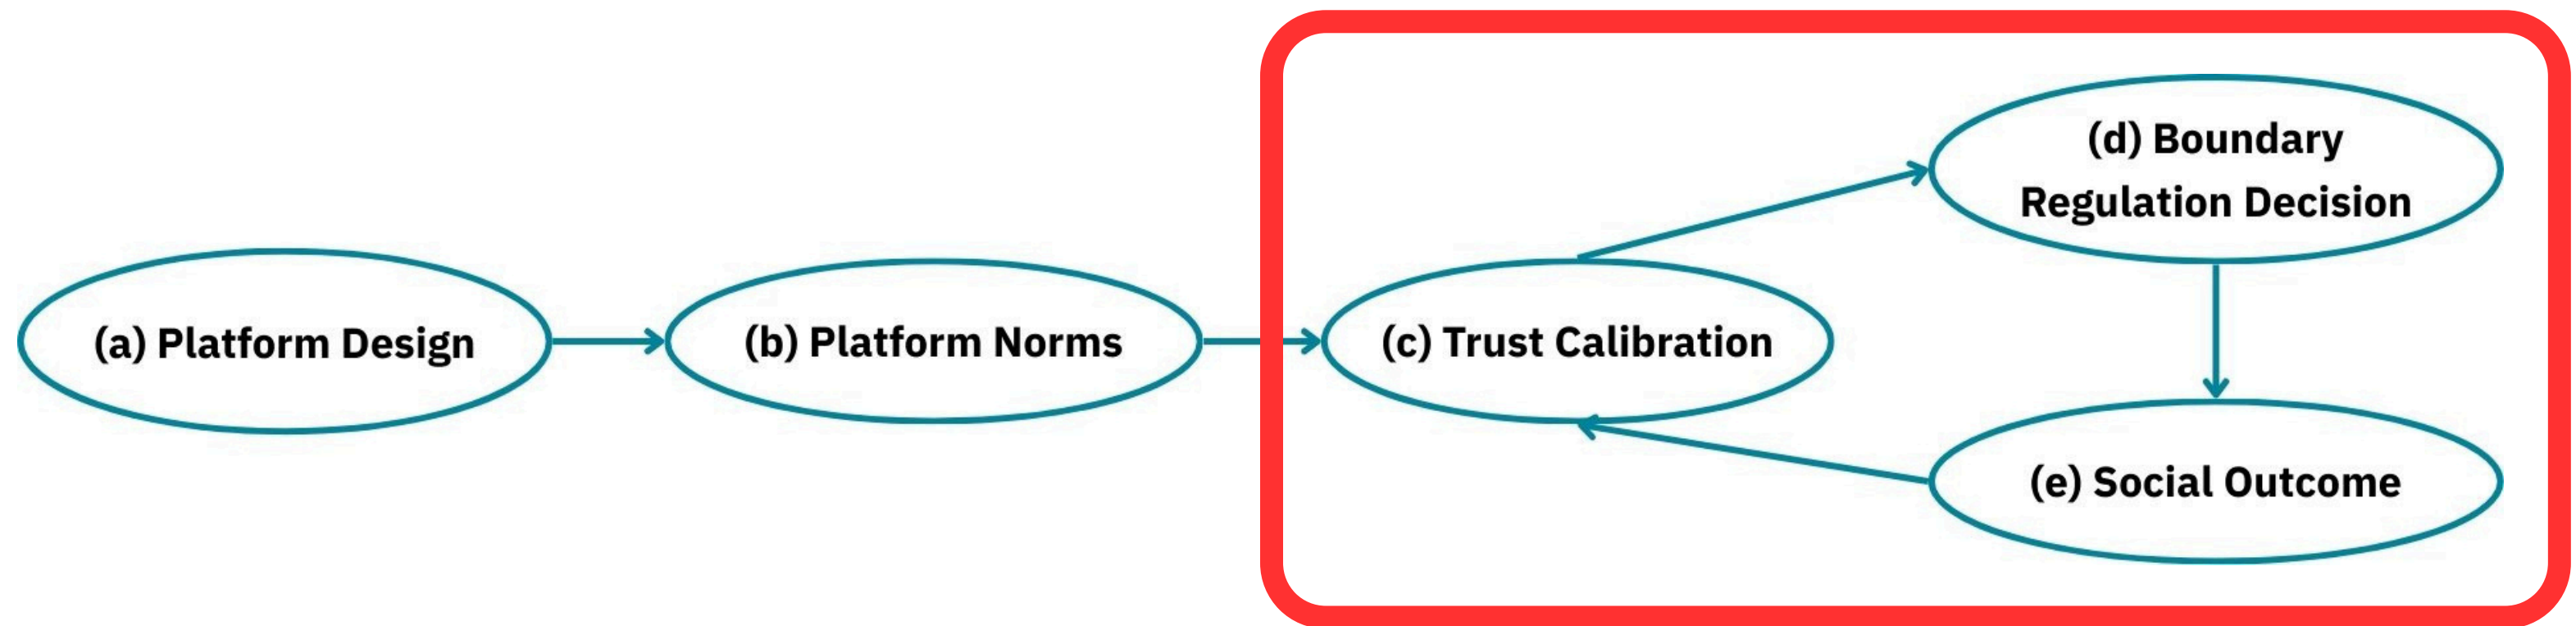 (a) Platform Design
(b) Platform Norms
(c) Trust Calibration
(d) Boundary
Regulation Decision
(e) Social Outcome